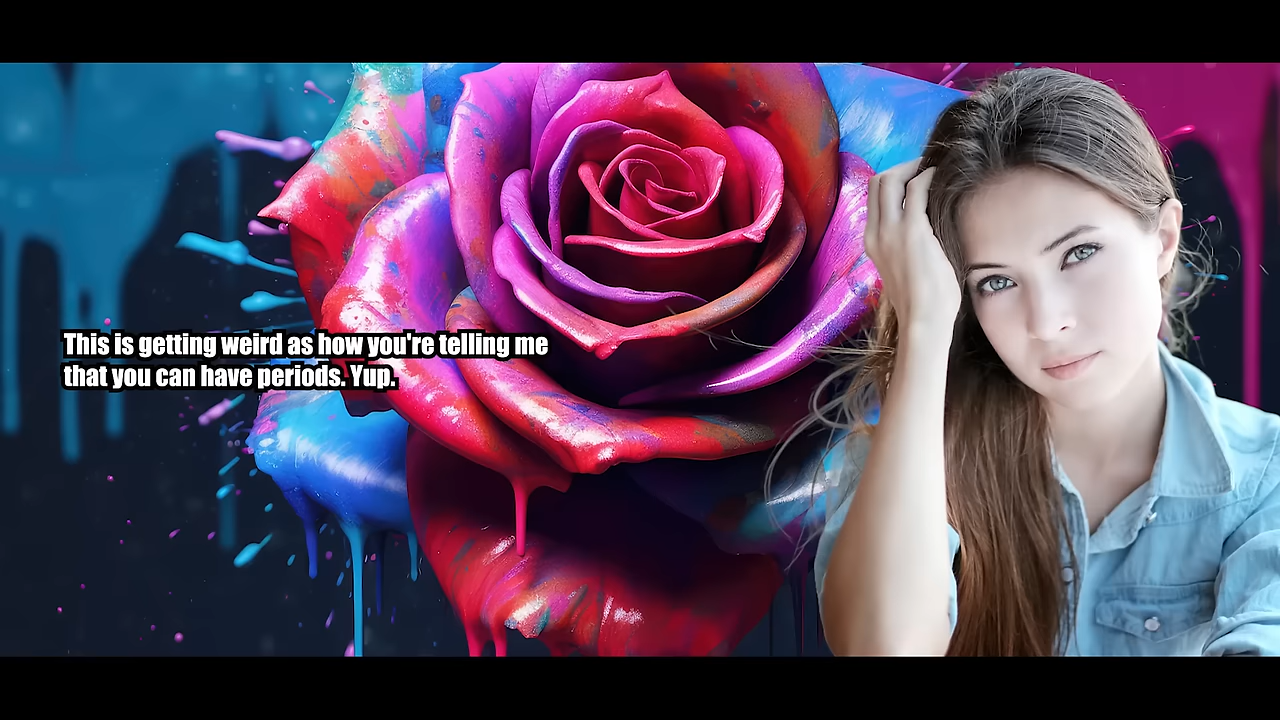 This is getting weird as how you're telling me
that you can have periods. Yup.